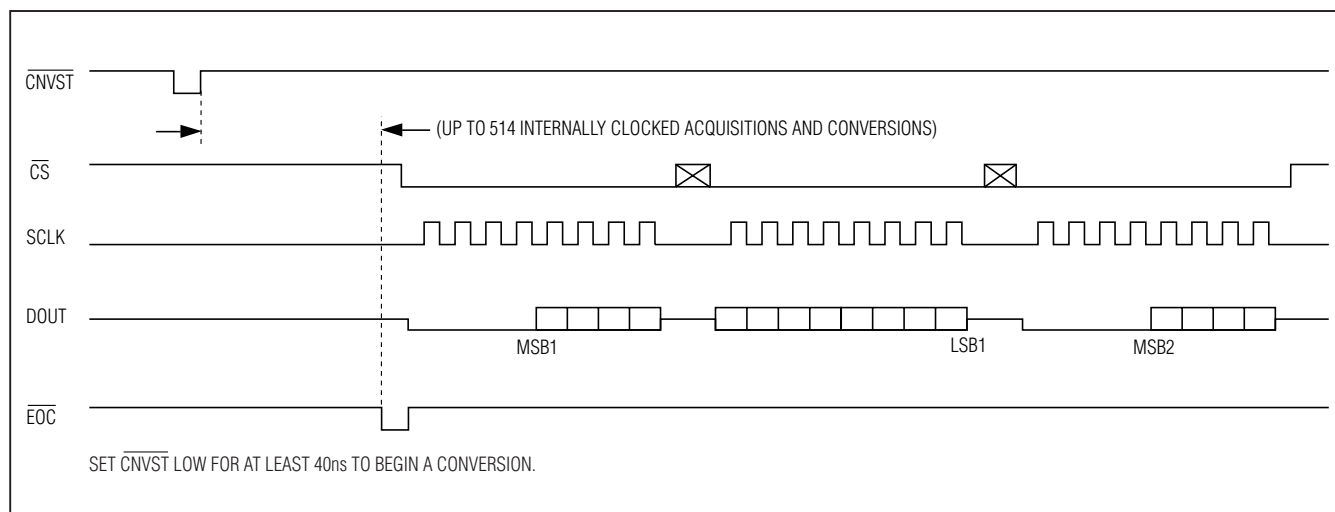 CNVST
(UP TO 514 INTERNALLY CLOCKED ACQUISITIONS AND CONVERSIONS)
CS
SCLK
DOUT
MSB1
LSB1
MSB2
EOC
SET CNVST LOW FOR AT LEAST 40ns TO BEGIN A CONVERSION.